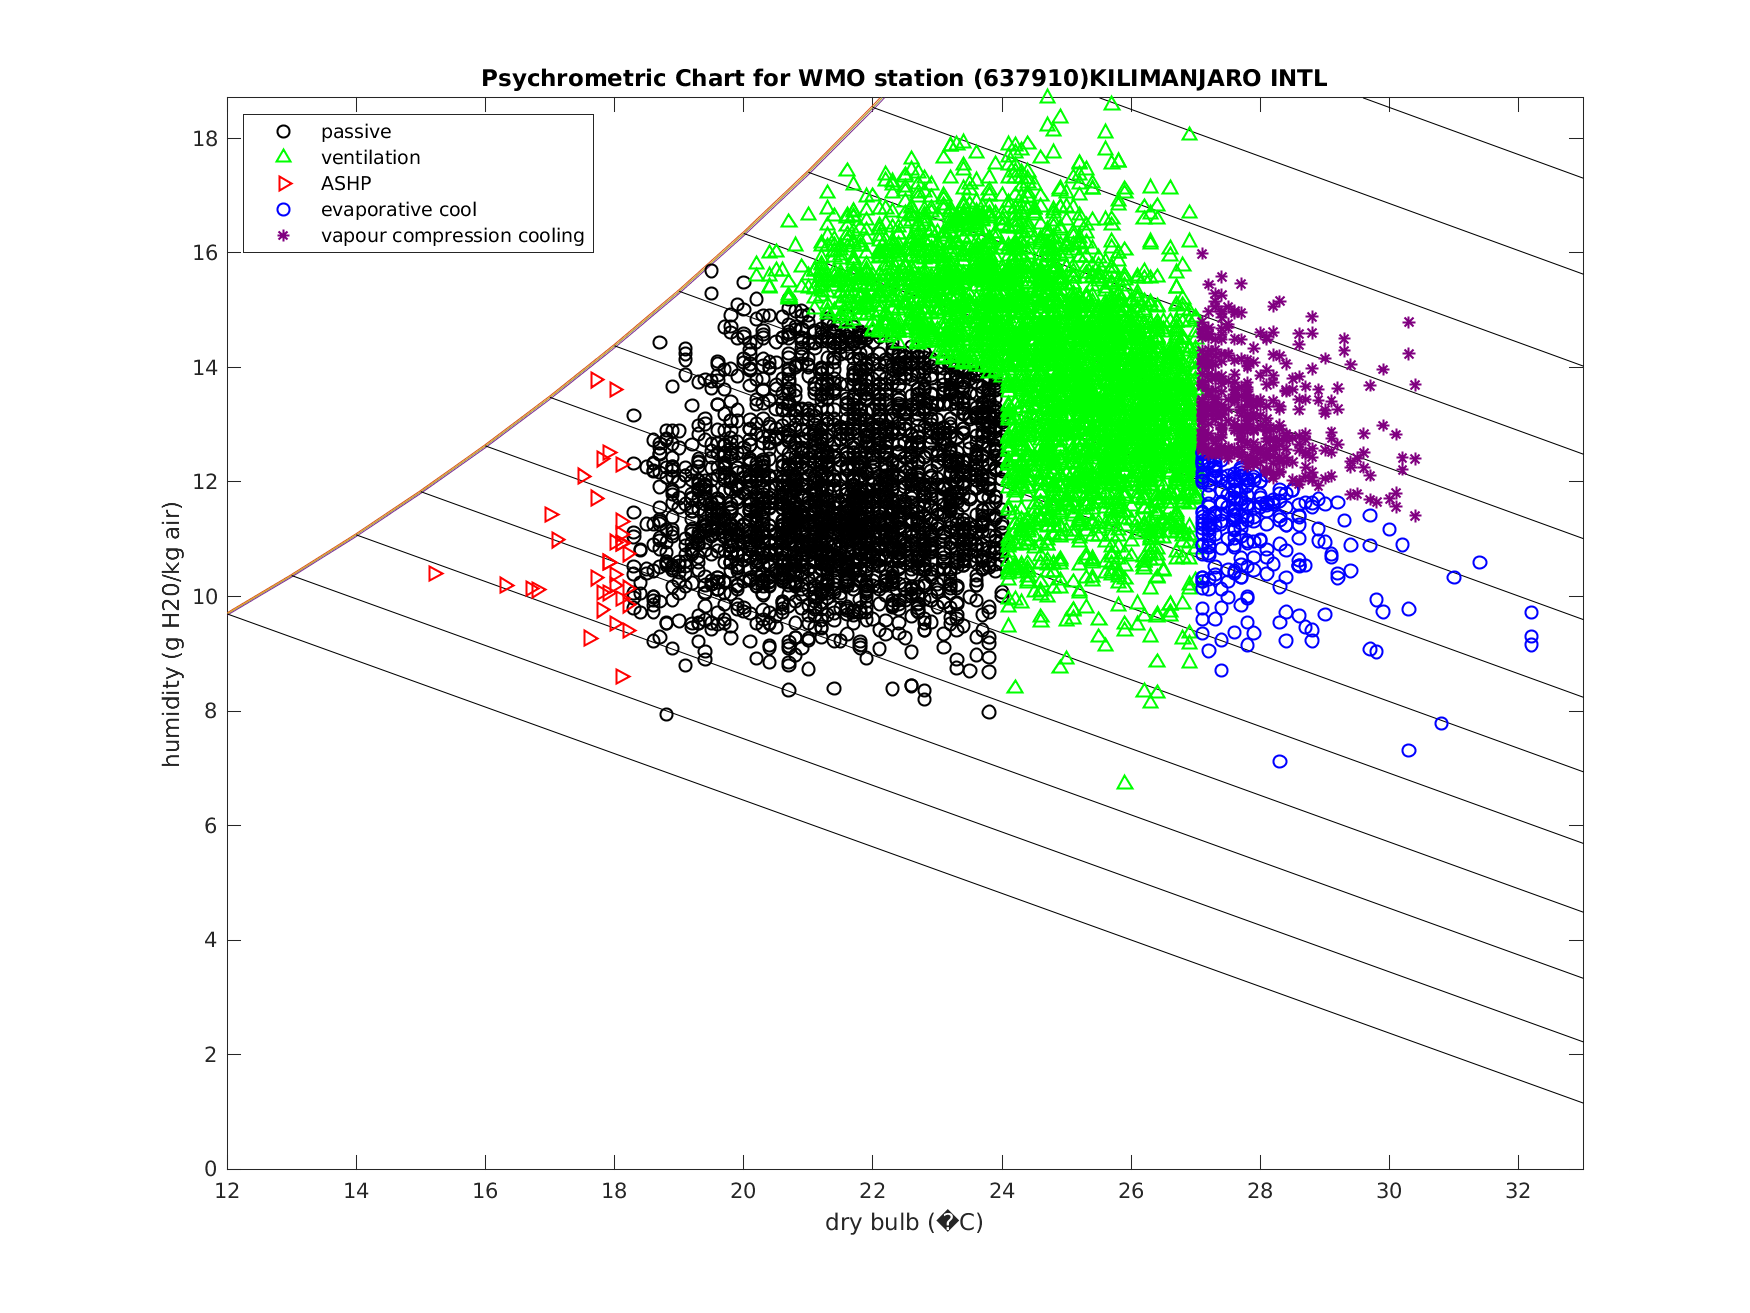 Psychrometric Chart for WMO station (637910)KILIMANJARO INTL
passive
ventilation
ASHP
evaporative cool
vapour compression cooling
18
16
14
12
10
8
6
4
2
0
humidity (g H20/kg air)
12 14 16 18 20 22 24 26 28 30 32
dry bulb (�C)